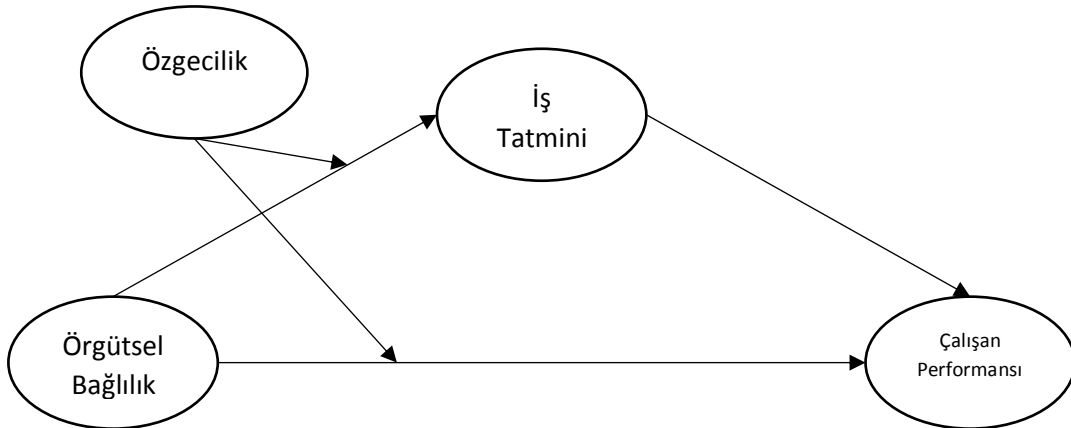 Özgecilik
İş
Tatmini
Örgütsel
Bağlılık
Çalışan
Performansı